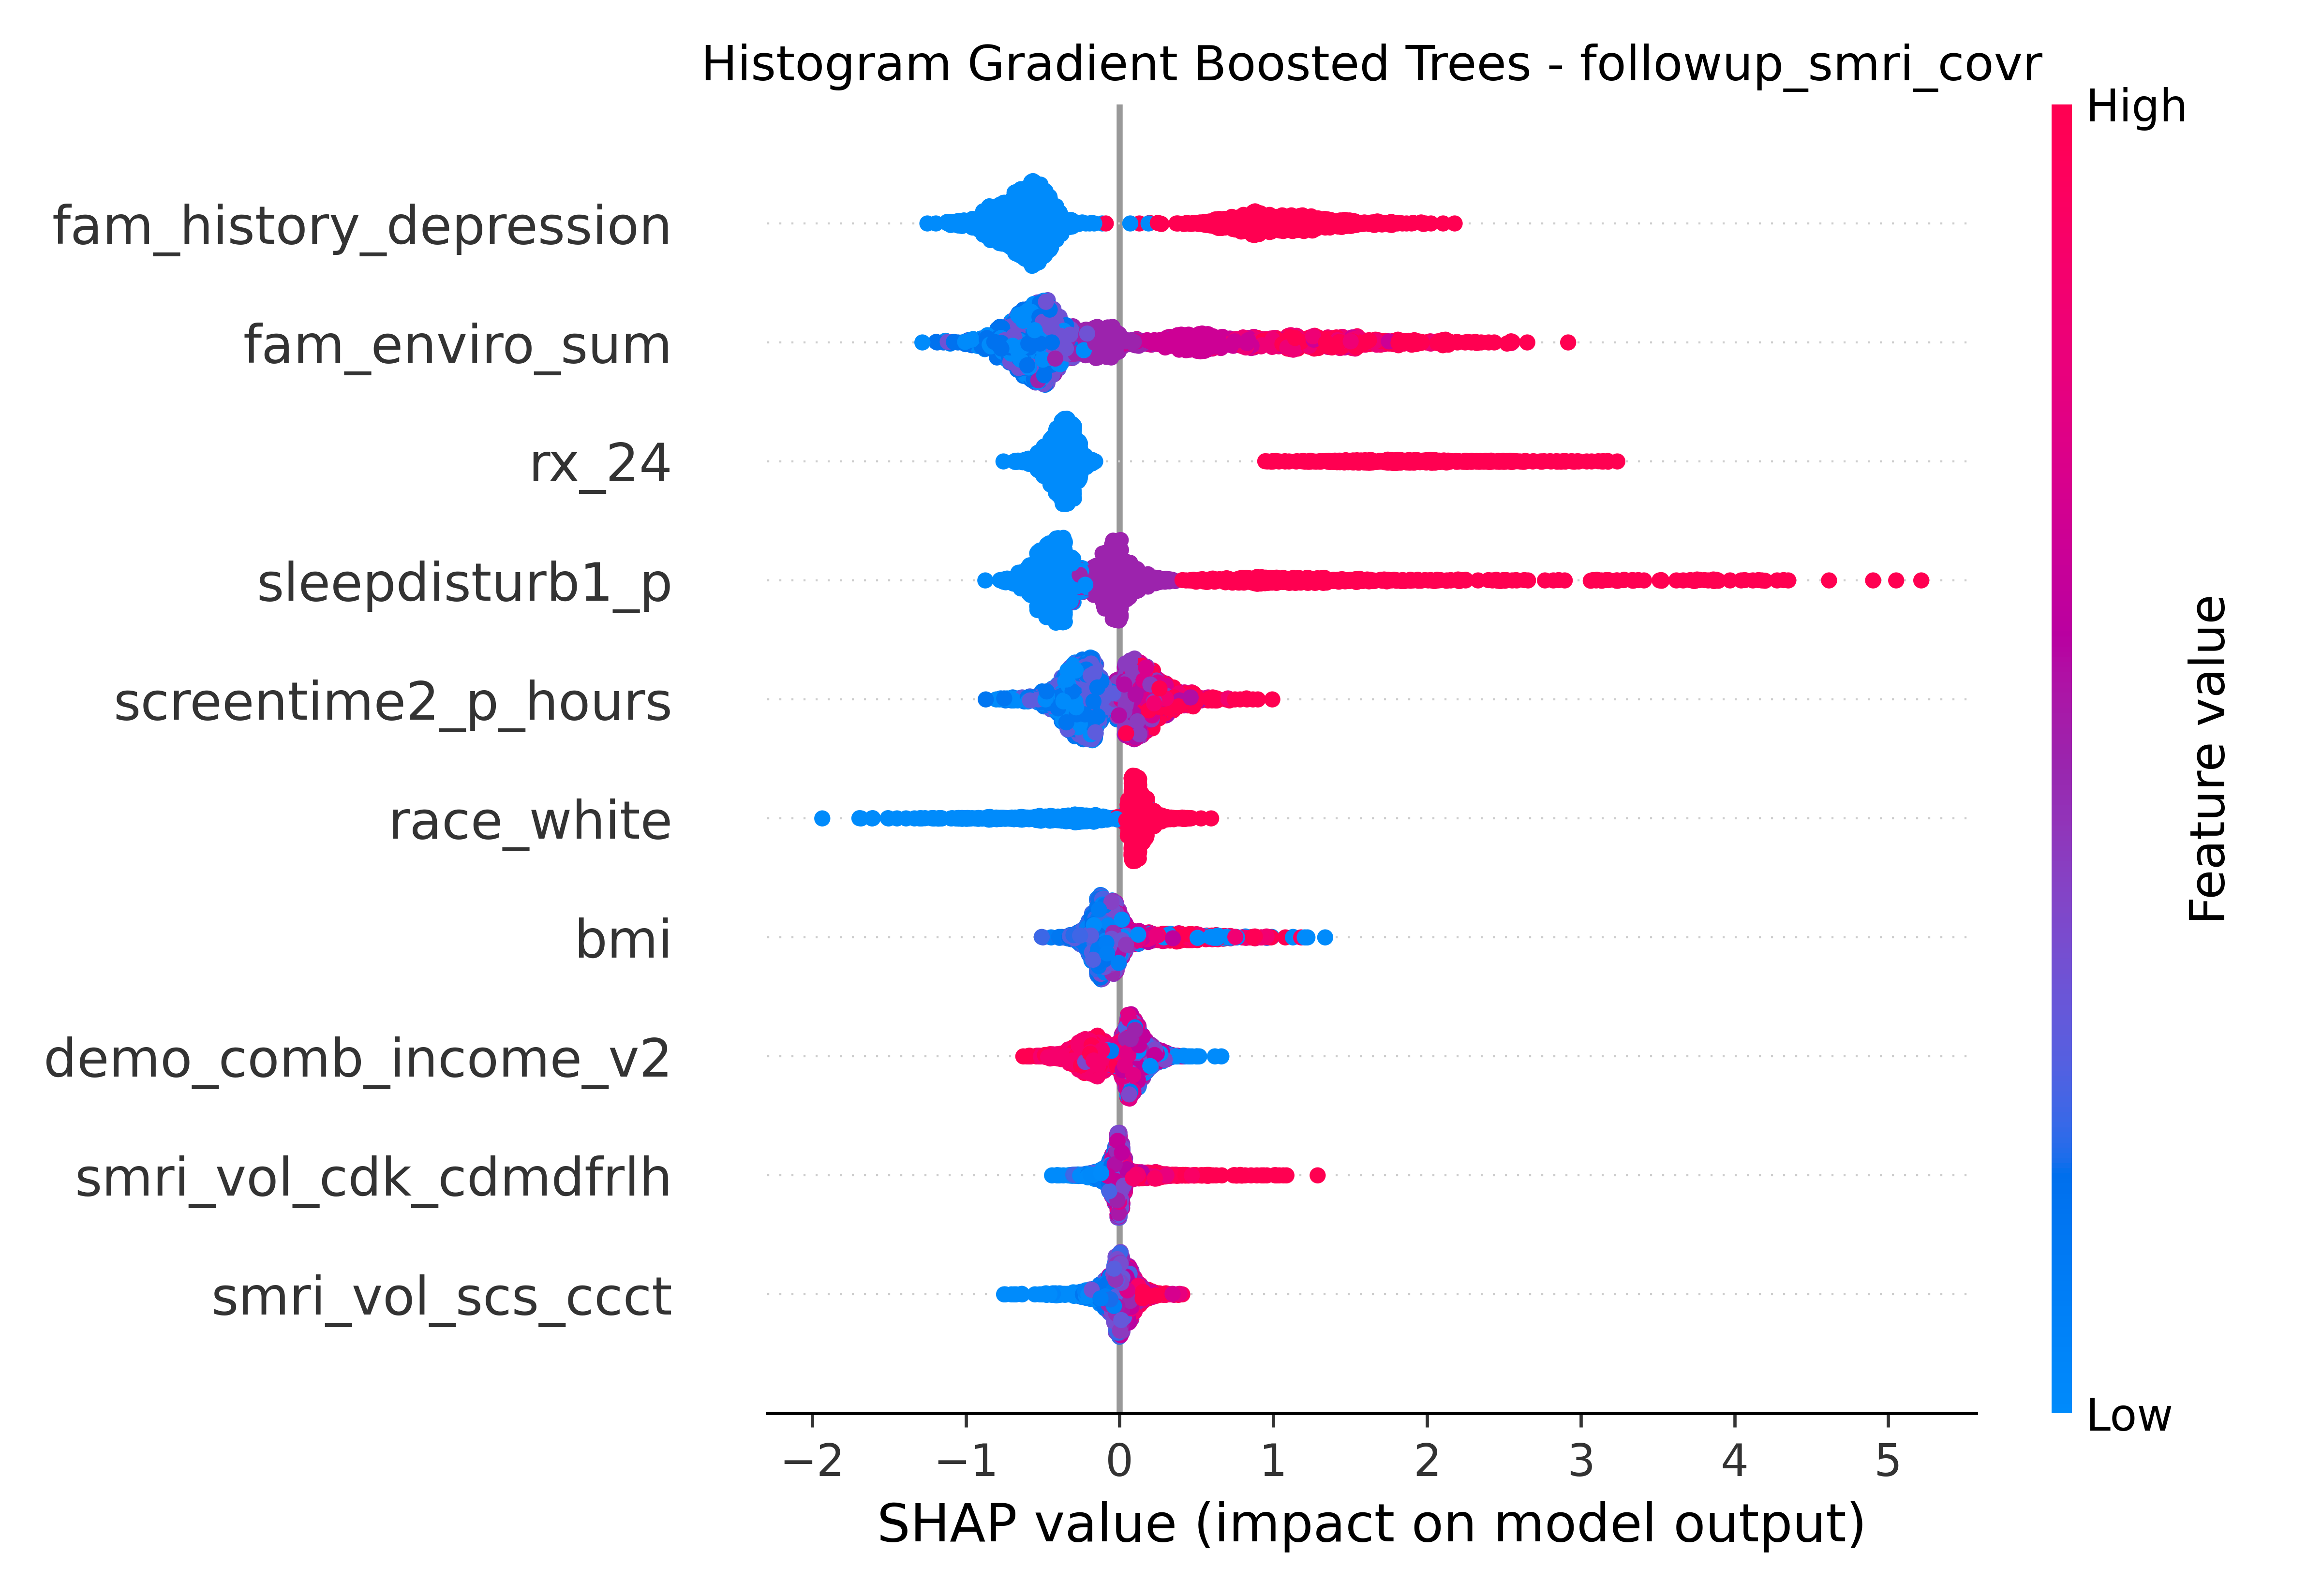 Histogram Gradient Boosted Trees - followup_smri_covr
High
fam_history_depression
fam_enviro_sum
rx_24
sleepdisturb1_p
screentime2_p_hours
race_white
bmi
demo_comb_income_v2
smri_vol_cdk_cdmdfrlh
smri_vol_scs_ccct
Feature value
Low
−2 −1 0 1 2 3 4 5
SHAP value (impact on model output)